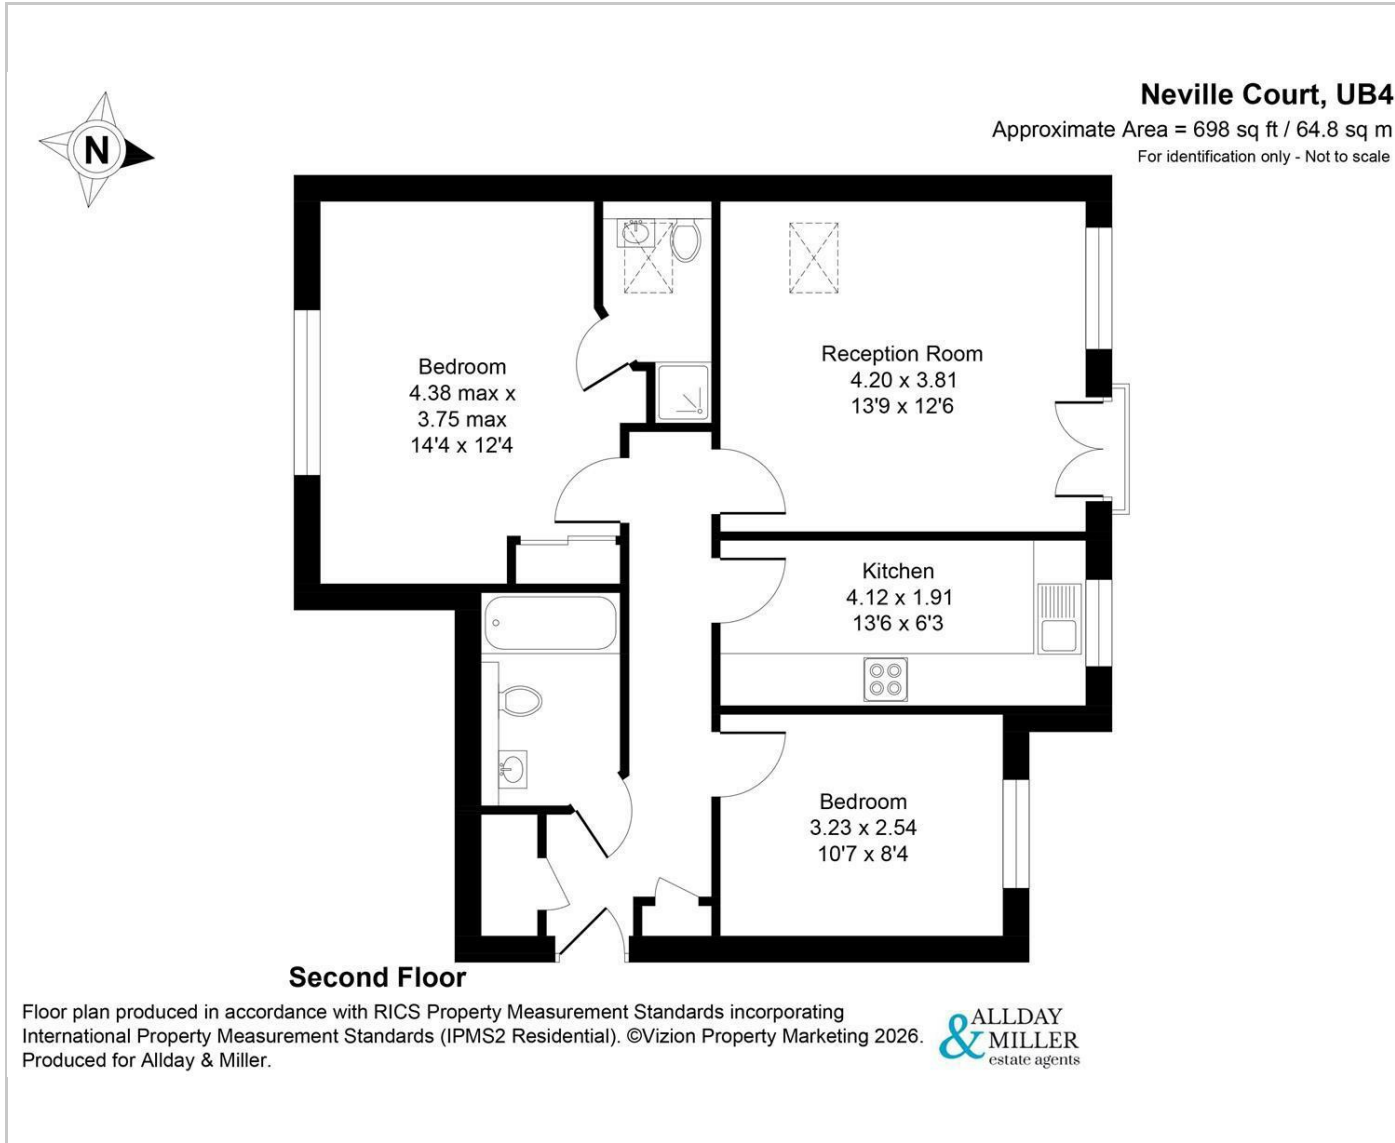 Neville Court, UB4
Approximate Area = 698 sq ft / 64.8 sq m
For identification only - Not to scale
N
Bedroom
4.38 max x
3.75 max
14'4 x 12'4
Reception Room
4.20 x 3.81
13'9 x 12'6
Kitchen
4.12 x 1.91
13'6 x 6'3
Bedroom
3.23 x 2.54
10'7 x 8'4
Second Floor
Floor plan produced in accordance with RICS Property Measurement Standards incorporating
International Property Measurement Standards (IPMS2 Residential). ©Vizion Property Marketing 2026.
Produced for Allday & Miller.
ALLDAY
& MILLER
estate agents